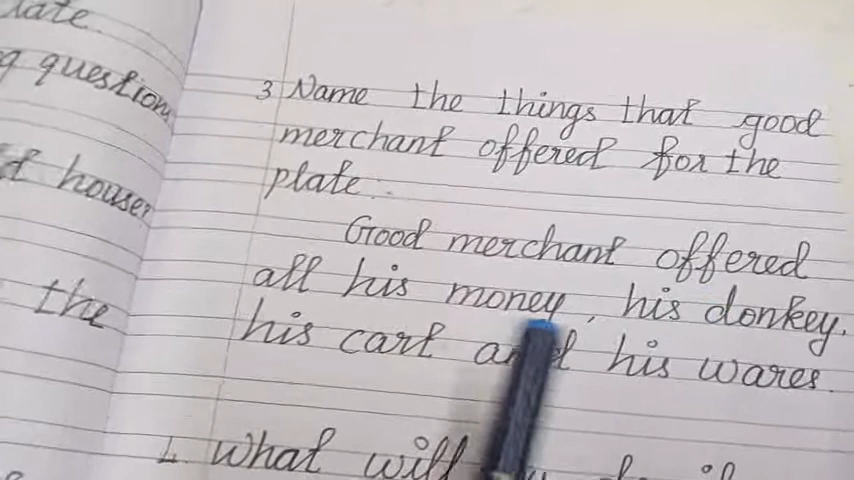 late.
question
houses
the
3 Name the things that good
merchant offered for the
plate.
Good merchant offered
all his money, his donkey.
his cart and his wares.
4. What will